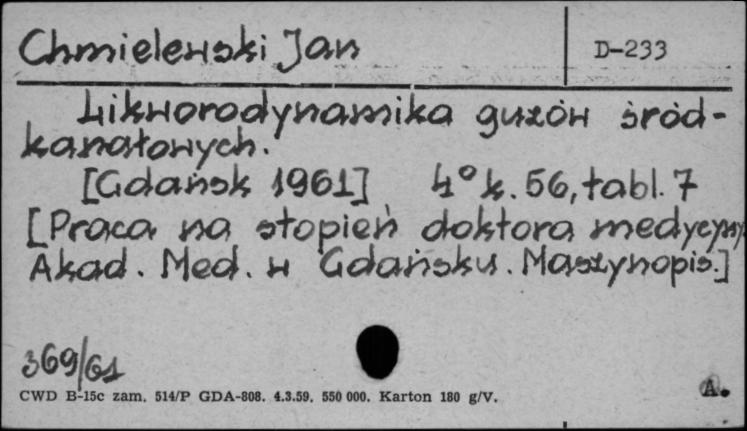 Chmielewski Jan
D-233
Likworodynamika guzów śród-
kanałowych.
[Gdańsk 1961] 4° k. 56, tabl. 7
[Praca na stopień doktora medycyny
Akad. Med. w Gdańsku. Maszynopis.]
369/61
A.
CWD B-15c zam. 514/P GDA-808. 4.3.59. 550 000. Karton 180 g/V.